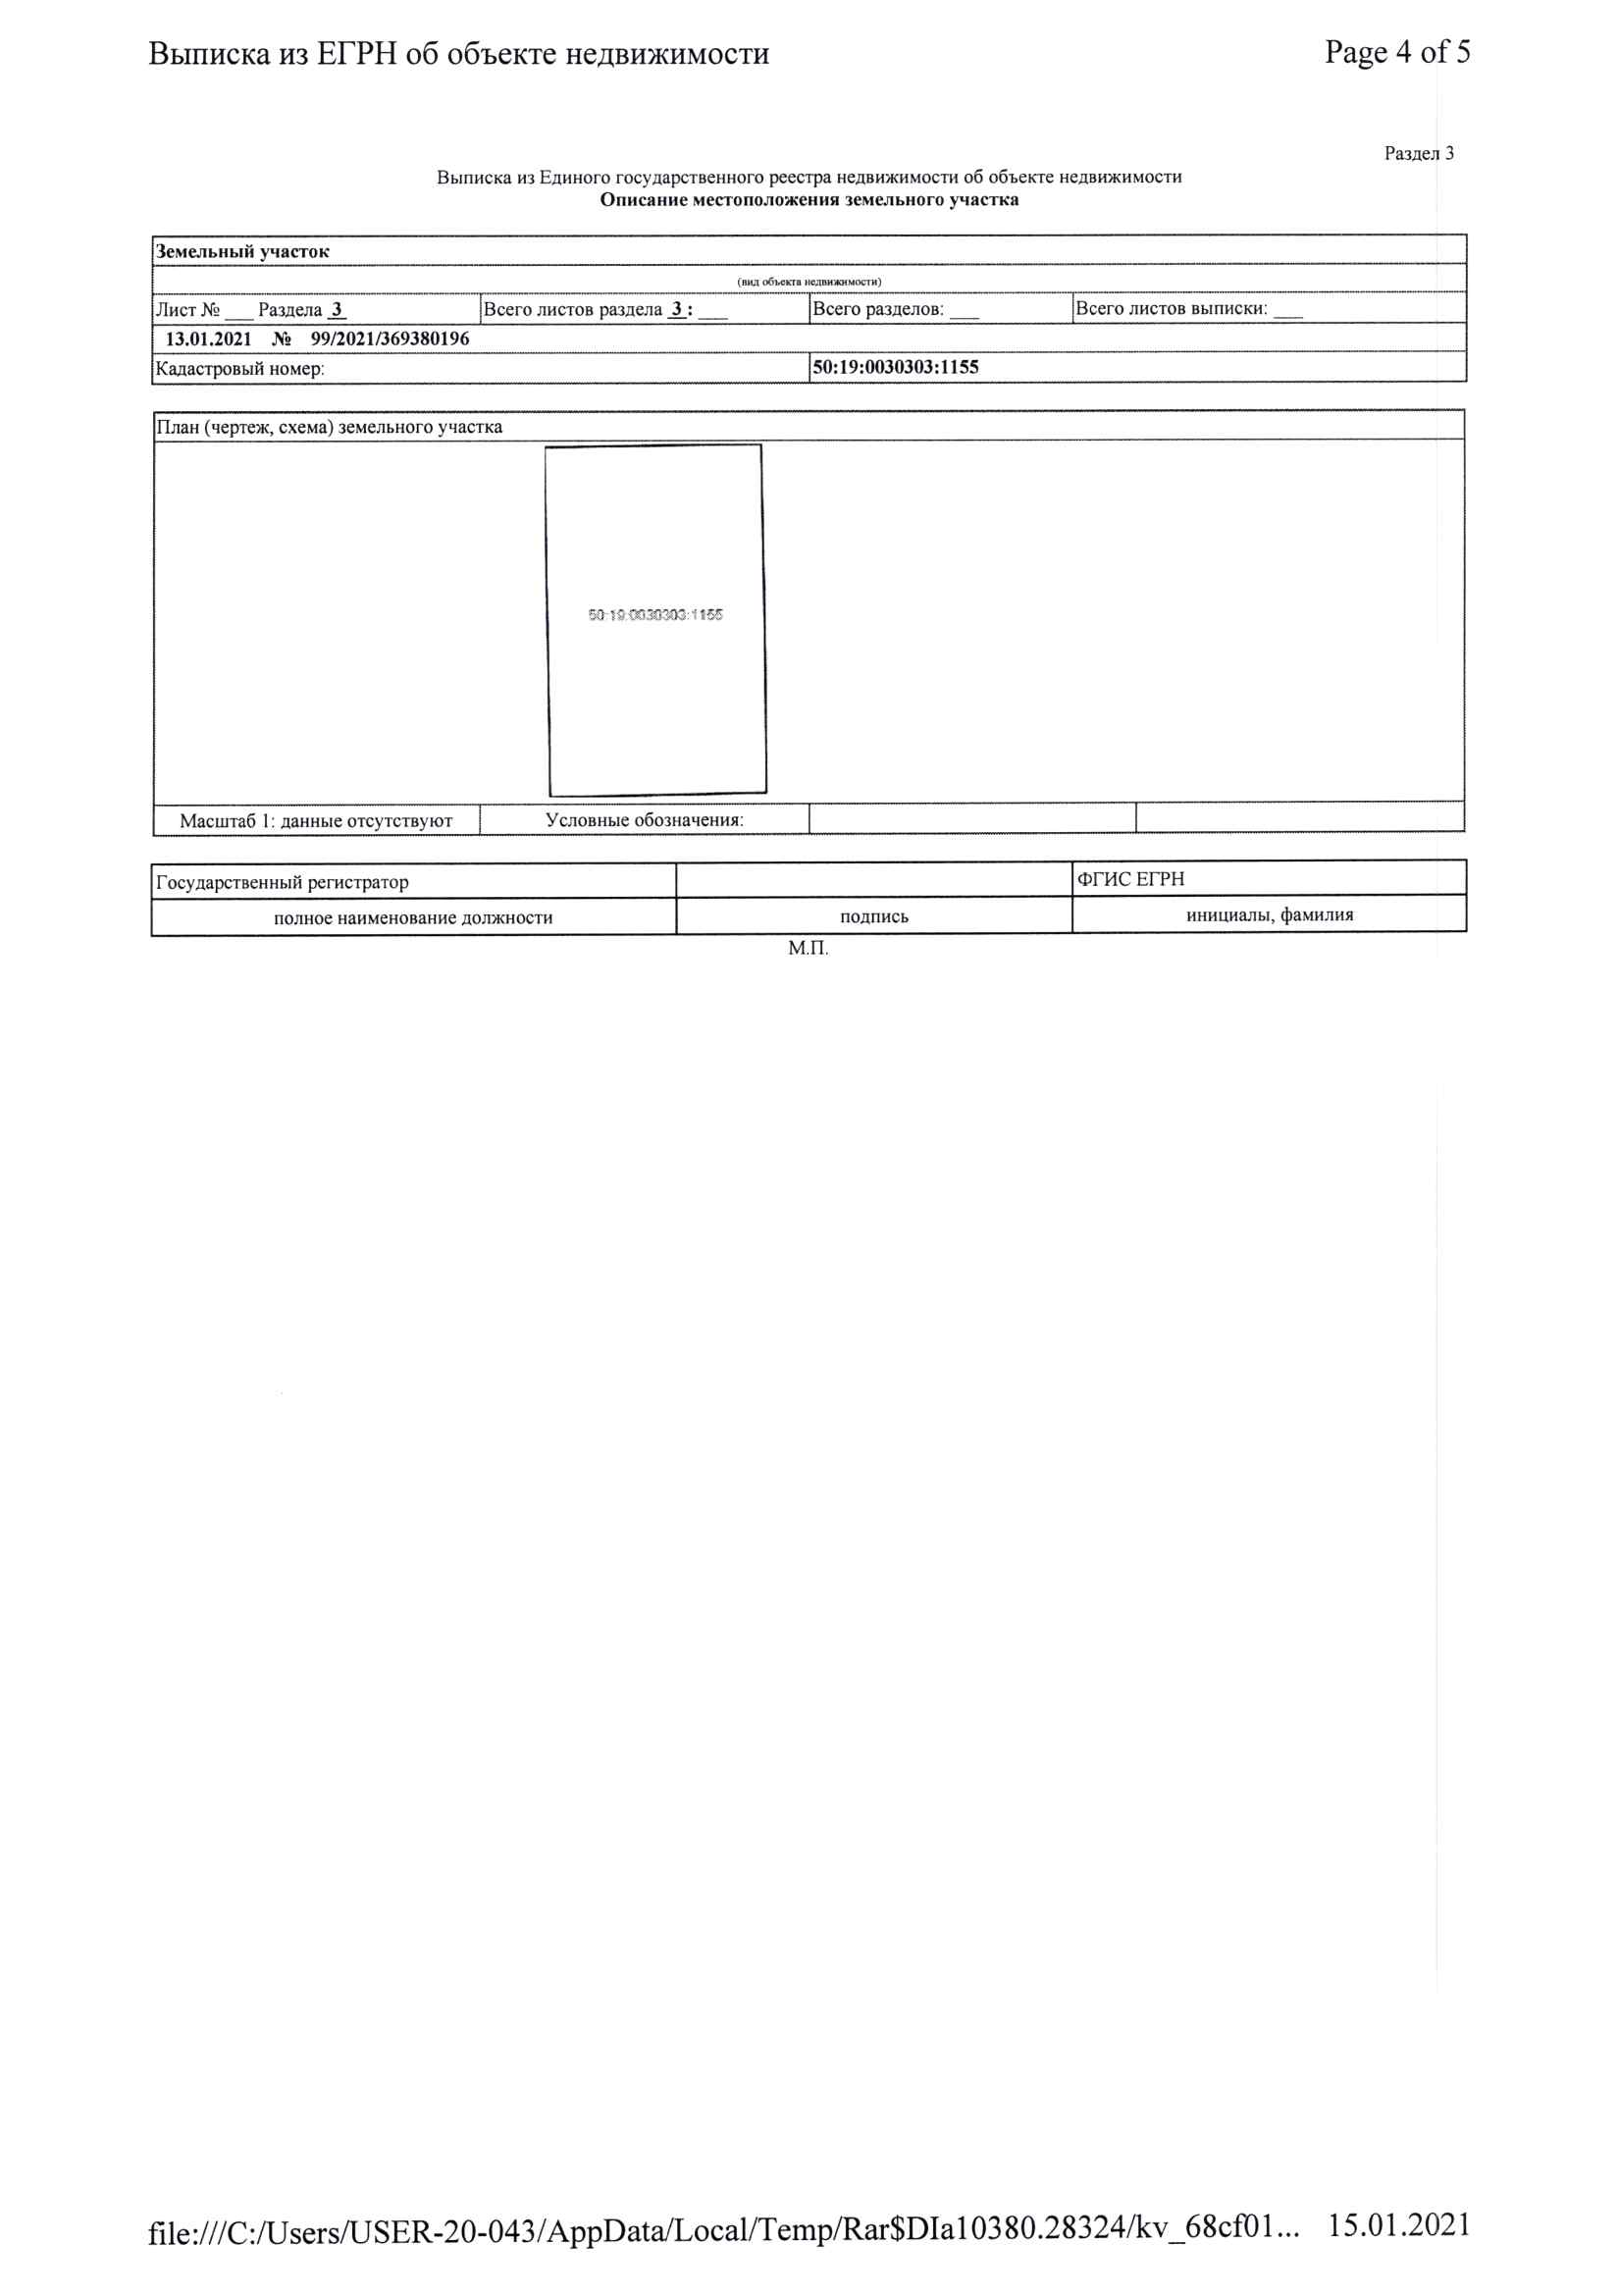 Выписка из ЕГРН об объекте недвижимости Page 4 of 5
Раздел 3
Выписка из Единого государственного реестра недвижимости об объекте недвижимости
Описание местоположения земельного участка
Земельный участок
(вид объекта недвижимости)
Лист № ___ Раздела 3 Всего листов раздела 3 : ___ Всего разделов: ___ Всего листов выписки: ___
13.01.2021 № 99/2021/369380196
Кадастровый номер: 50:19:0030303:1155
План (чертеж, схема) земельного участка
50:19:0030303:1155
Масштаб 1: данные отсутствуют Условные обозначения:
Государственный регистратор ФГИС ЕГРН
полное наименование должности подпись инициалы, фамилия
М.П.
file:///C:/Users/USER-20-043/AppData/Local/Temp/Rar$DIa10380.28324/kv_68cf01... 15.01.2021